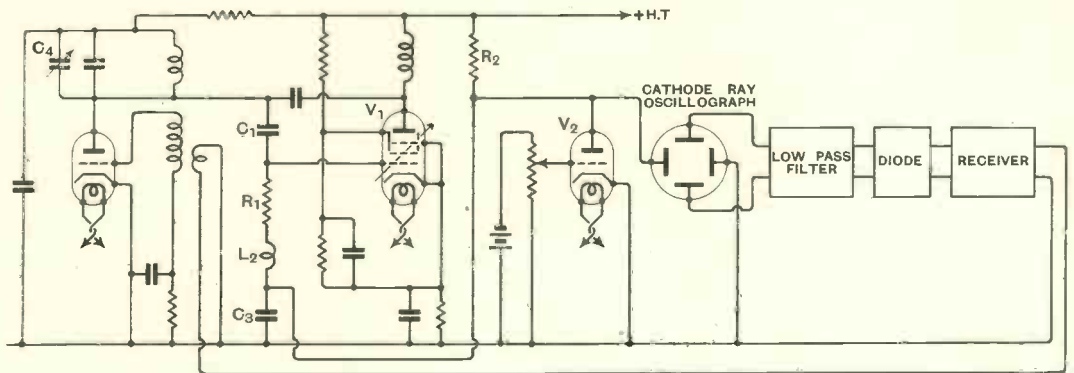 +H.T
C4
R2
CATHODE RAY
OSCILLOGRAPH
V1
C1
V2
LOW PASS
FILTER
DIODE
RECEIVER
R1
L2
C3